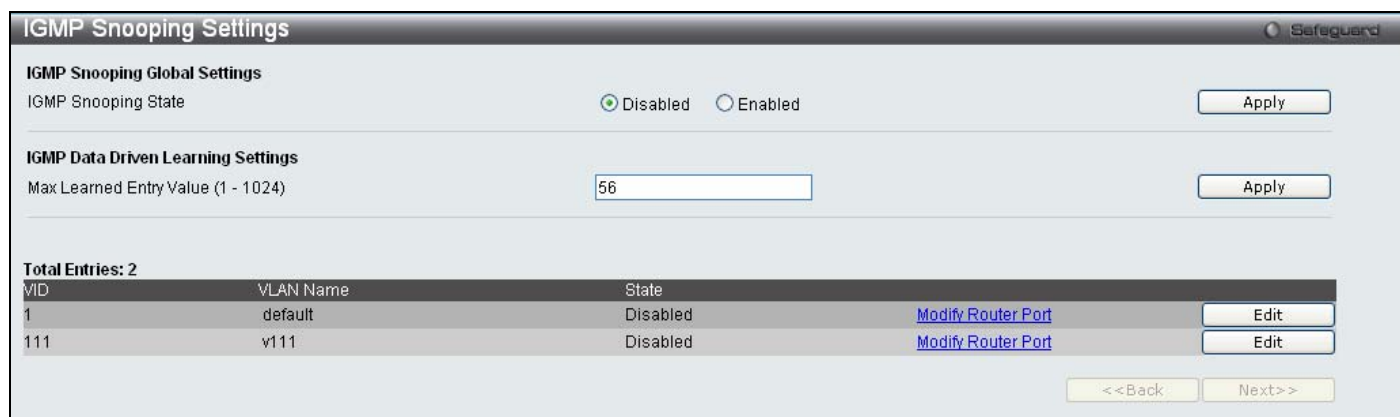 IGMP Snooping Settings Safeguard
IGMP Snooping Global Settings
IGMP Snooping State Disabled Enabled Apply
IGMP Data Driven Learning Settings
Max Learned Entry Value (1 - 1024) 56 Apply
Total Entries: 2
VID VLAN Name State
1 default Disabled Modify Router Port Edit
111 v111 Disabled Modify Router Port Edit
<<Back Next>>